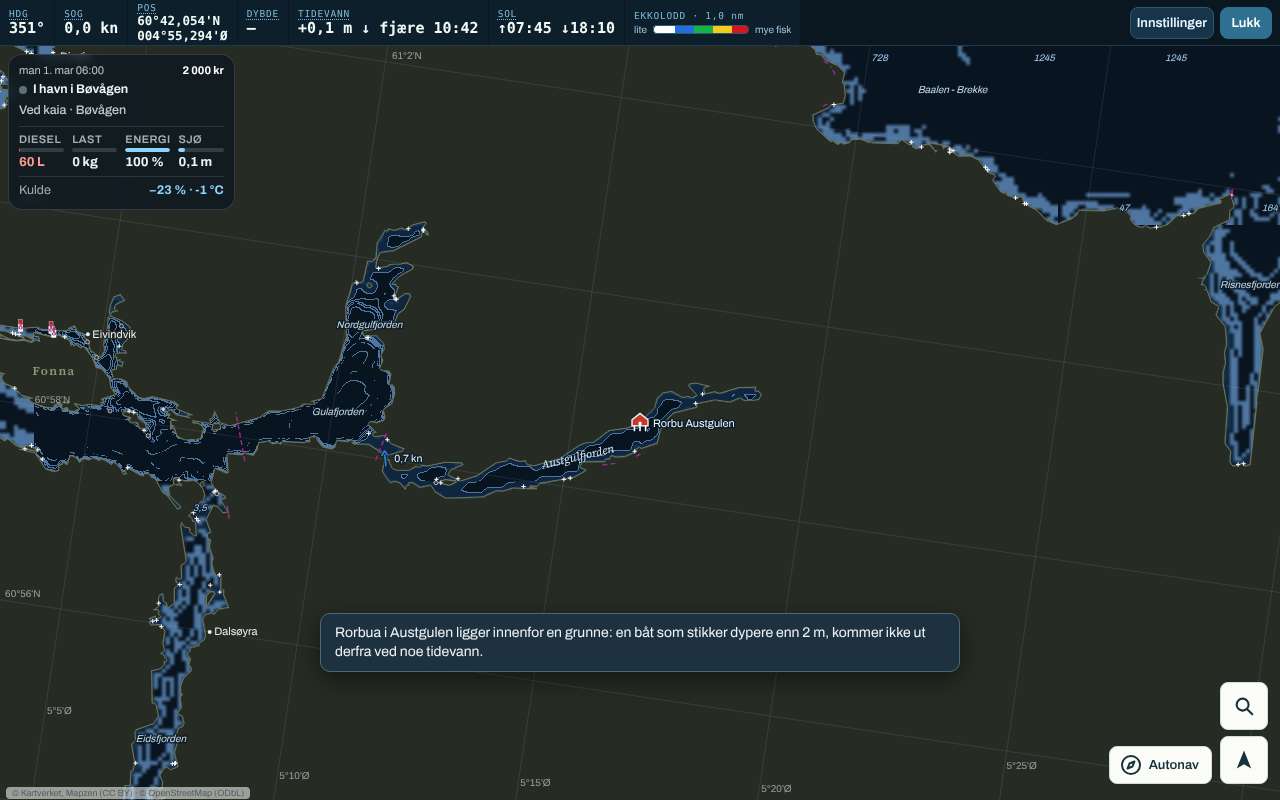 HDG
351°
SOG
0,0 kn
POS
60°42,054'N
004°55,294'Ø
DYBDE
—
TIDEVANN
+0,1 m ↓ fjære 10:42
SOL
↑07:45 ↓18:10
EKKOLODD · 1,0 nm
lite
mye fisk
Innstillinger
Lukk
man 1. mar 06:00
2 000 kr
I havn i Bøvågen
Ved kaia · Bøvågen
DIESEL
LAST
ENERGI
SJØ
60 L
0 kg
100 %
0,1 m
Kulde
−23 % · -1 °C
61°2'N
728
1245
1245
Baalen - Brekke
47
164
Risnesfjorden
Nordgulfjorden
Eivindvik
Fonna
60°58'N
Gulafjorden
Rorbu Austgulen
Austgulfjorden
0,7 kn
3,5
60°56'N
Dalsøyra
Rorbua i Austgulen ligger innenfor en grunne: en båt som stikker dypere enn 2 m, kommer ikke ut
derfra ved noe tidevann.
5°5'Ø
Eidsfjorden
5°10'Ø
5°15'Ø
5°20'Ø
5°25'Ø
Autonav
© Kartverket, Mapzen (CC BY) · © OpenStreetMap (ODbL)